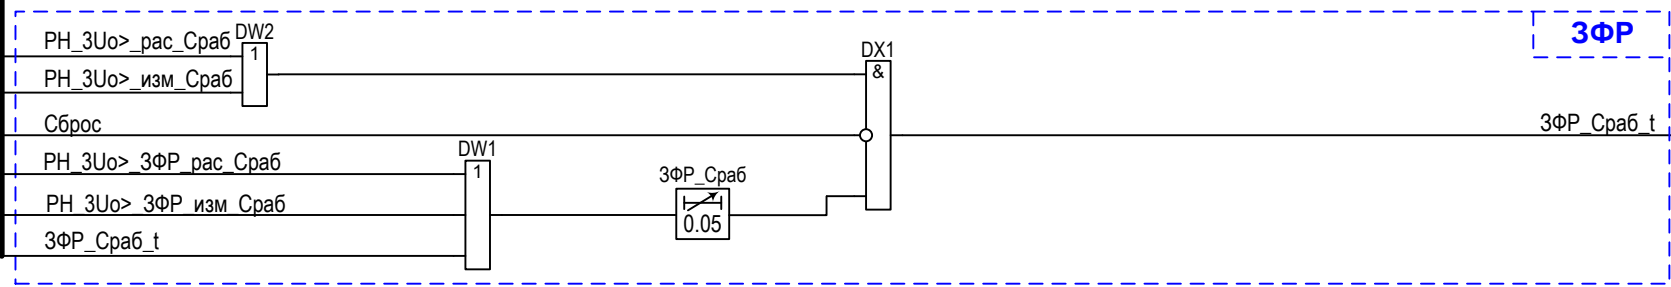 ЗФР
РН_3Uo>_рас_Сраб
DW2
1
РН_3Uo>_изм_Сраб
DX1
&
Сброс
ЗФР_Сраб_t
РН_3Uo>_ЗФР_рас_Сраб
DW1
1
ЗФР_Сраб
0.05
РН_3Uo>_ЗФР_изм_Сраб
ЗФР_Сраб_t